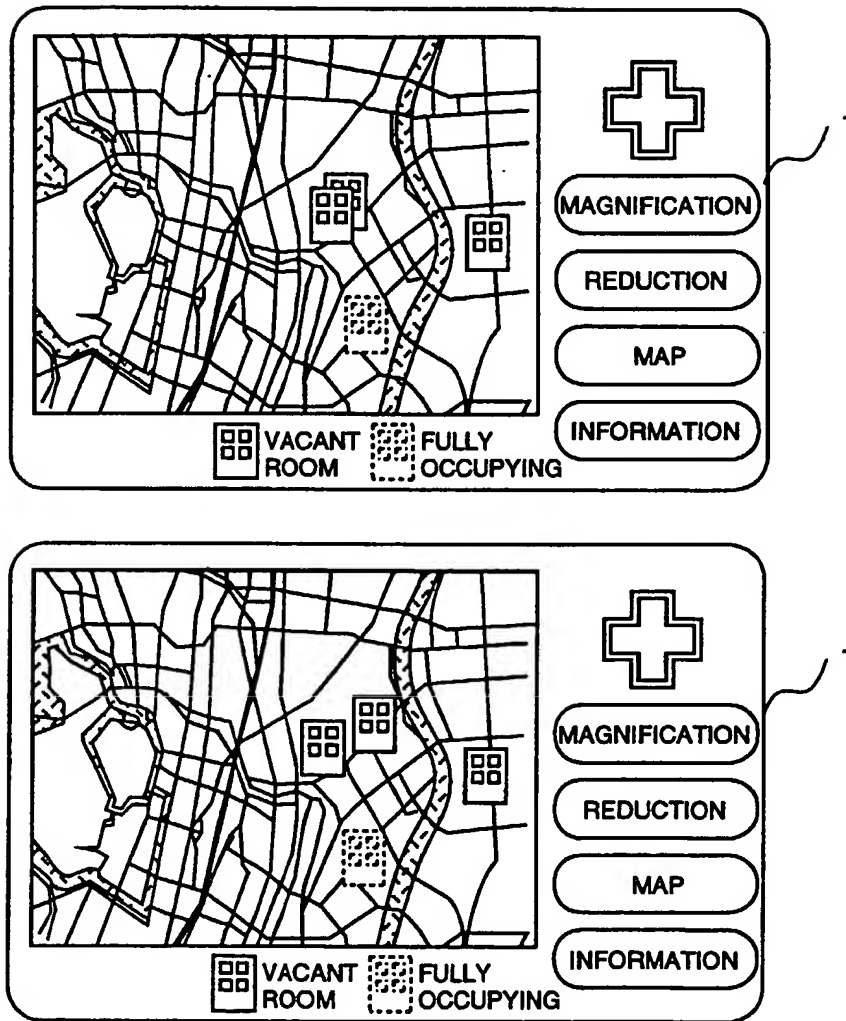 MAGNIFICATION
REDUCTION
MAP
INFORMATION
VACANT ROOM
FULLY OCCUPYING
MAGNIFICATION
REDUCTION
MAP
INFORMATION
VACANT ROOM
FULLY OCCUPYING